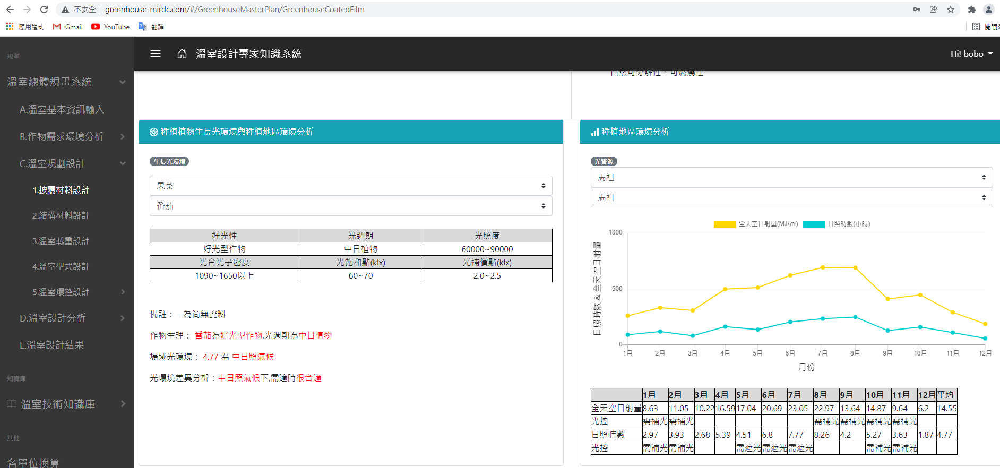 不安全 greenhouse-mirdc.com/#/GreenhouseMasterPlan/GreenhouseCoatedFilm
應用程式 Gmail YouTube 翻譯 閱讀
規劃
溫室總體規畫系統
A.溫室基本資訊輸入
B.作物需求環境分析
C.溫室規劃設計
1.披覆材料設計
2.結構材料設計
3.溫室載重設計
4.溫室型式設計
5.溫室環控設計
D.溫室設計分析
E.溫室設計結果
知識庫
溫室技術知識庫
其他
各單位換算
溫室設計專家知識系統
Hi! bobo
自然可分解性、可燃燒性
種植植物生長光環境與種植地區環境分析
生長光環境
果菜
番茄
好光性 光週期 光照度
好光型作物 中日植物 60000~90000
光合光子密度 光飽和點(klx) 光補償點(klx)
1090~1650以上 60~70 2.0~2.5
備註： - 為尚無資料
作物生理： 番茄為好光型作物,光週期為中日植物
場域光環境： 4.77 為 中日照氣候
光環境差異分析：中日照氣候下,需適時很合適
種植地區環境分析
光資源
馬祖
馬祖
全天空日射量(MJ/㎡) 日照時數(小時)
日照時數 & 全天空日射量
1000
500
0
1月 2月 3月 4月 5月 6月 7月 8月 9月 10月 11月 12月
月份
1月 2月 3月 4月 5月 6月 7月 8月 9月 10月 11月 12月 平均
全天空日射量 8.63 11.05 10.22 16.59 17.04 20.69 23.05 22.97 13.64 14.87 9.64 6.2 14.55
光控 需補光 需補光 需補光 需補光 需補光 需補光
日照時數 2.97 3.93 2.68 5.39 4.51 6.8 7.77 8.26 4.2 5.27 3.63 1.87 4.77
光控 需補光 需補光 需遮光 需遮光 需遮光 需補光 需補光